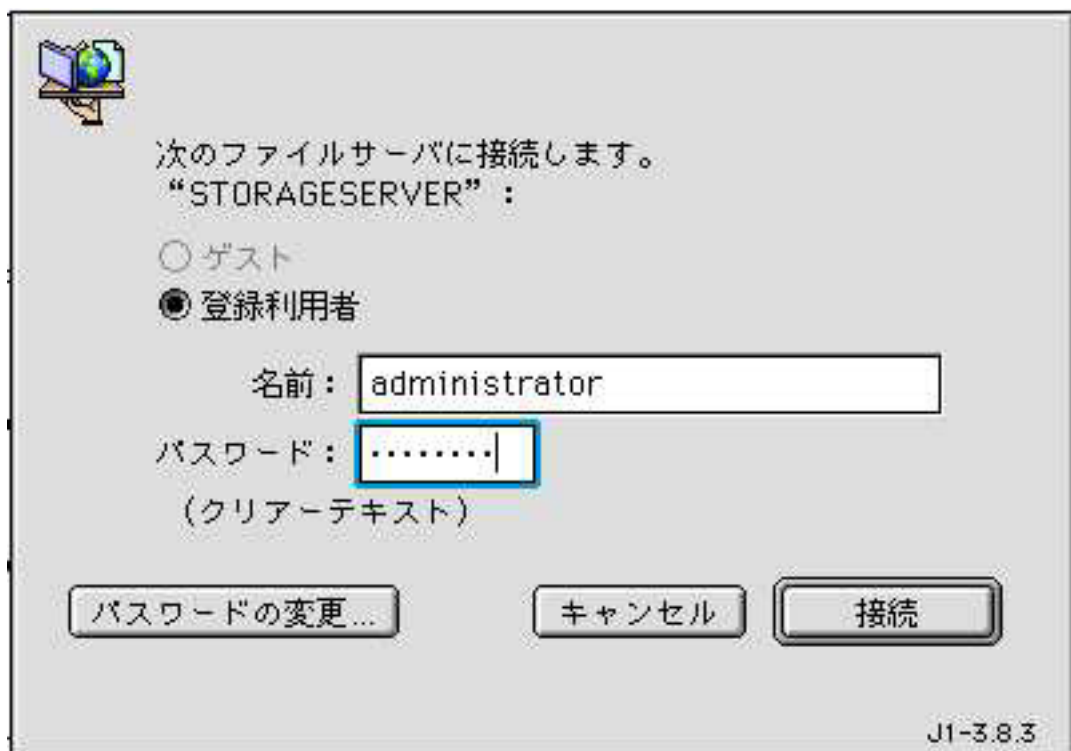 次のファイルサーバに接続します。
“STORAGESERVER”：
ゲスト
登録利用者
名前： administrator
パスワード： ••••••••
(クリアーテキスト)
パスワードの変更... キャンセル 接続
J1-3.8.3